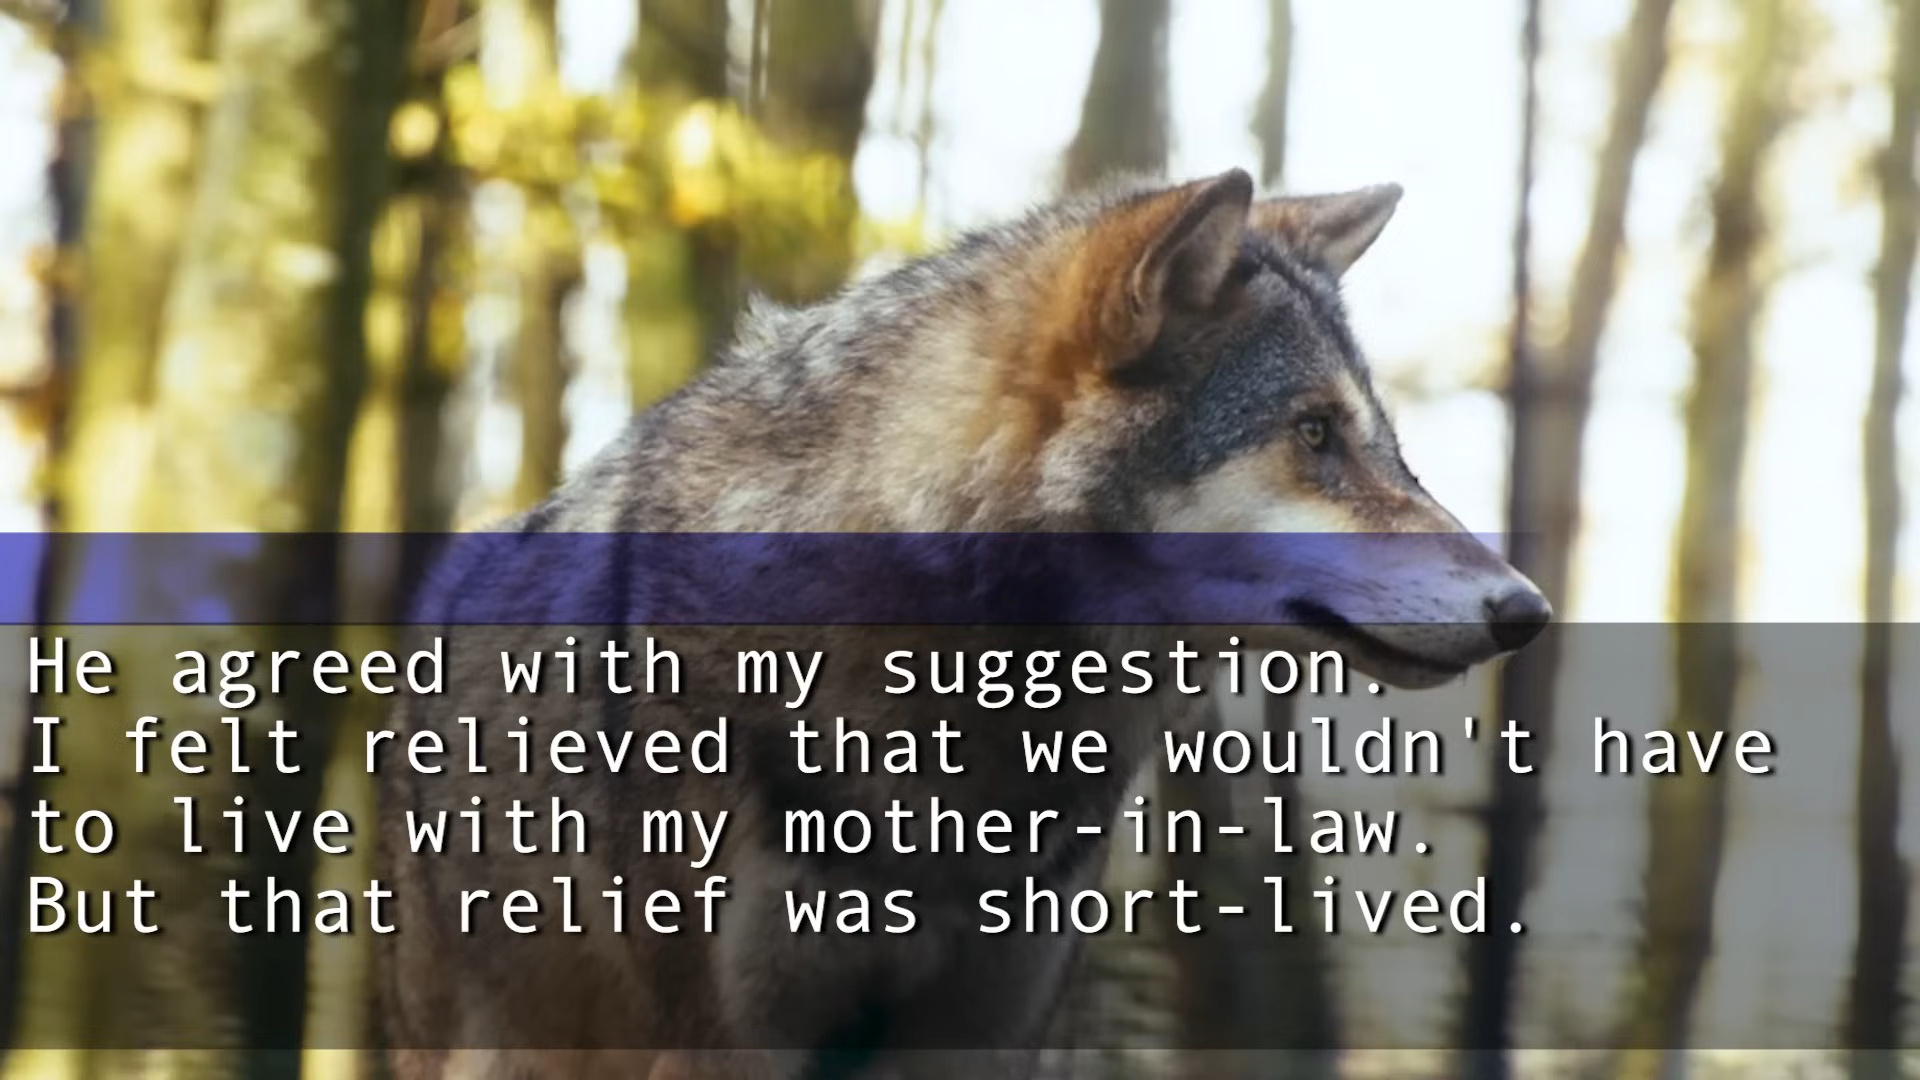 He agreed with my suggestion.
I felt relieved that we wouldn't have
to live with my mother-in-law.
But that relief was short-lived.